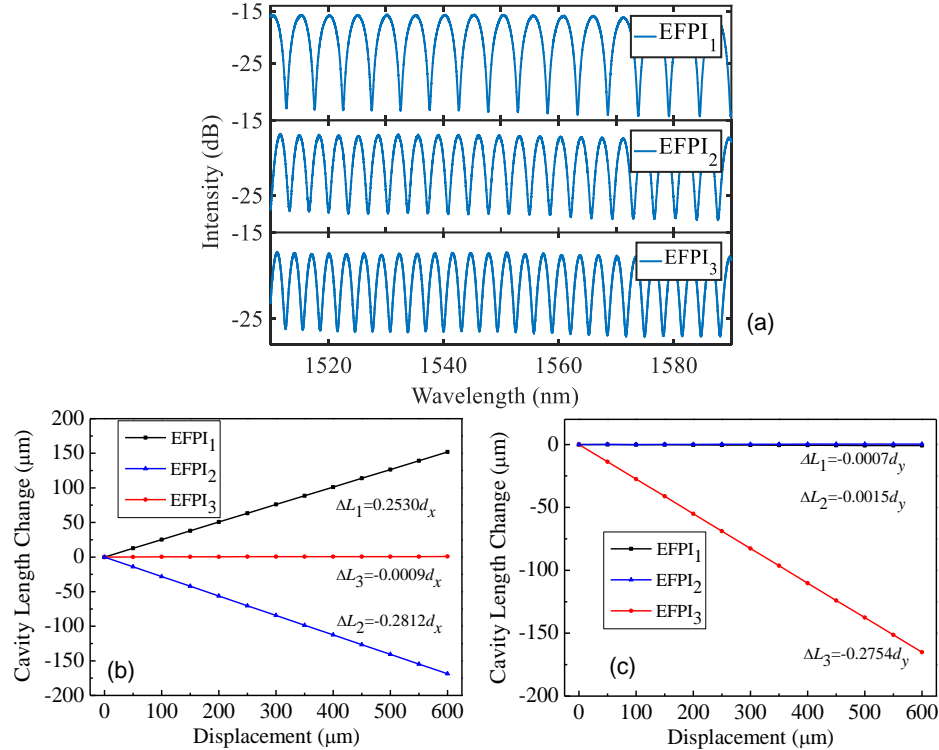 -15
-25
-15
-25
-15
-25
EFPI1
EFPI2
EFPI3
Intensity (dB)
1520 1540 1560 1580
Wavelength (nm)
(a)
200
150
100
50
0
-50
-100
-150
-200
Cavity Length Change (μm)
EFPI1
EFPI2
EFPI3
ΔL1=0.2530dx
ΔL3=-0.0009dx
ΔL2=-0.2812dx
(b)
0 100 200 300 400 500 600
Displacement (μm)
0
-50
-100
-150
-200
Cavity Length Change (μm)
(c)
ΔL1=-0.0007dy
ΔL2=-0.0015dy
EFPI1
EFPI2
EFPI3
ΔL3=-0.2754dy
0 100 200 300 400 500 600
Displacement (μm)